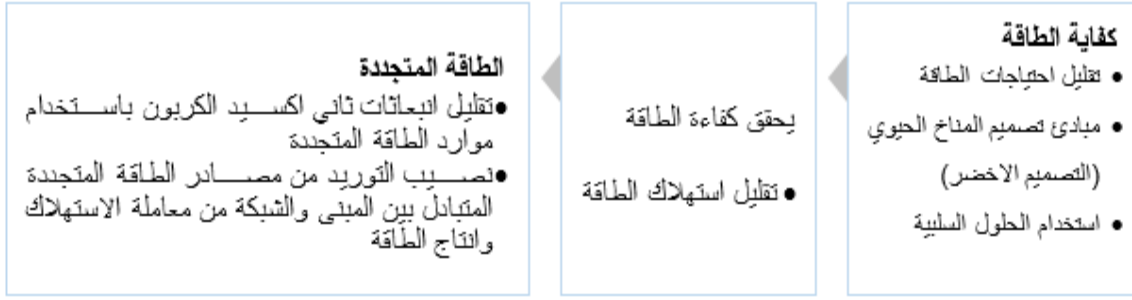 كفاية الطاقة
• تقليل احتياجات الطاقة
• مبادئ تصميم المناخ الحيوي
(التصميم الاخضر)
• استخدام الحلول السلبية
يحقق كفاءة الطاقة
• تقليل استهلاك الطاقة
الطاقة المتجددة
•تقليل انبعاثات ثاني اكسيد الكربون باستخدام
موارد الطاقة المتجددة
•نصيب التوريد من مصادر الطاقة المتجددة
المتبادل بين المبنى والشبكة من معاملة الاستهلاك
وانتاج الطاقة